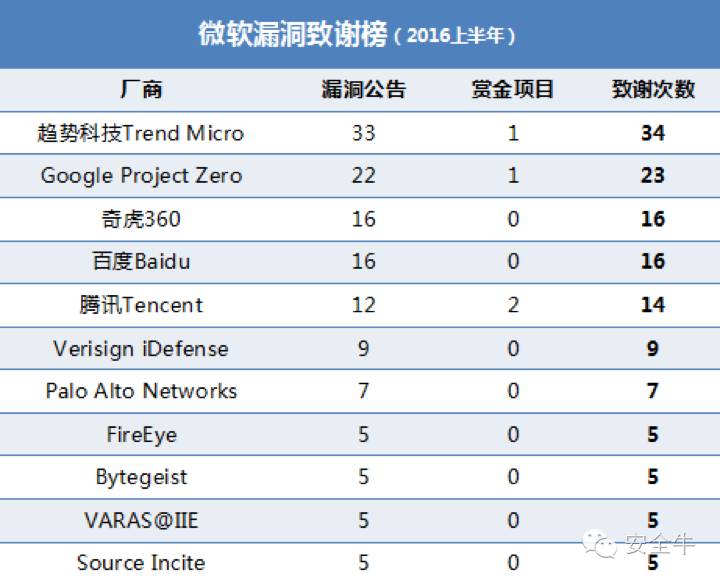 微软漏洞致谢榜（2016上半年）
厂商 漏洞公告 赏金项目 致谢次数
趋势科技Trend Micro 33 1 34
Google Project Zero 22 1 23
奇虎360 16 0 16
百度Baidu 16 0 16
腾讯Tencent 12 2 14
Verisign iDefense 9 0 9
Palo Alto Networks 7 0 7
FireEye 5 0 5
Bytegeist 5 0 5
VARAS@IIE 5 0 5
Source Incite 5 0 5
安全牛